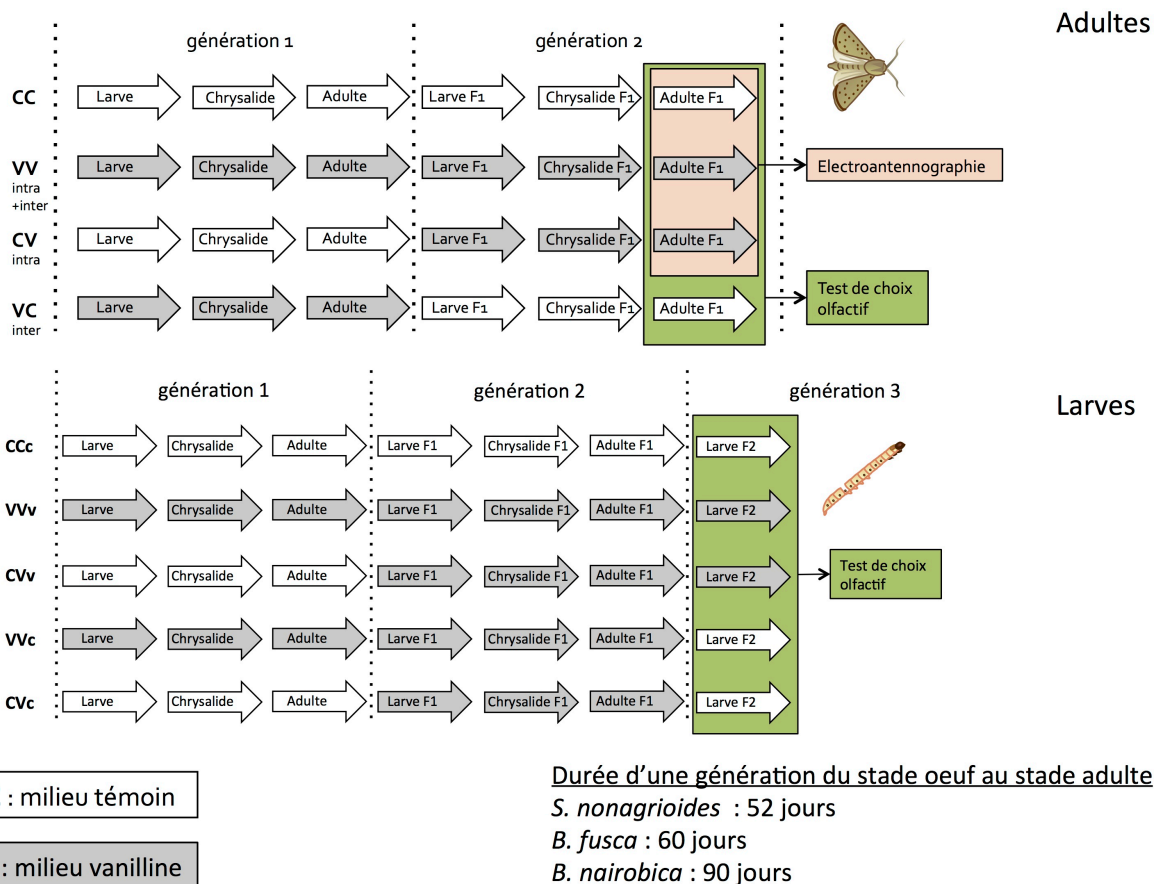 Adultes
génération 1
génération 2
CC
Larve
Chrysalide
Adulte
Larve F1
Chrysalide F1
Adulte F1
VV
intra
+inter
Larve
Chrysalide
Adulte
Larve F1
Chrysalide F1
Adulte F1
Electroantennographie
CV
intra
Larve
Chrysalide
Adulte
Larve F1
Chrysalide F1
Adulte F1
VC
inter
Larve
Chrysalide
Adulte
Larve F1
Chrysalide F1
Adulte F1
Test de choix
olfactif
génération 1
génération 2
génération 3
Larves
CCc
Larve
Chrysalide
Adulte
Larve F1
Chrysalide F1
Adulte F1
Larve F2
VVv
Larve
Chrysalide
Adulte
Larve F1
Chrysalide F1
Adulte F1
Larve F2
CVv
Larve
Chrysalide
Adulte
Larve F1
Chrysalide F1
Adulte F1
Larve F2
Test de choix
olfactif
VVc
Larve
Chrysalide
Adulte
Larve F1
Chrysalide F1
Adulte F1
Larve F2
CVc
Larve
Chrysalide
Adulte
Larve F1
Chrysalide F1
Adulte F1
Larve F2
: milieu témoin
: milieu vanilline
Durée d'une génération du stade oeuf au stade adulte
S. nonagrioides : 52 jours
B. fusca : 60 jours
B. nairobica : 90 jours